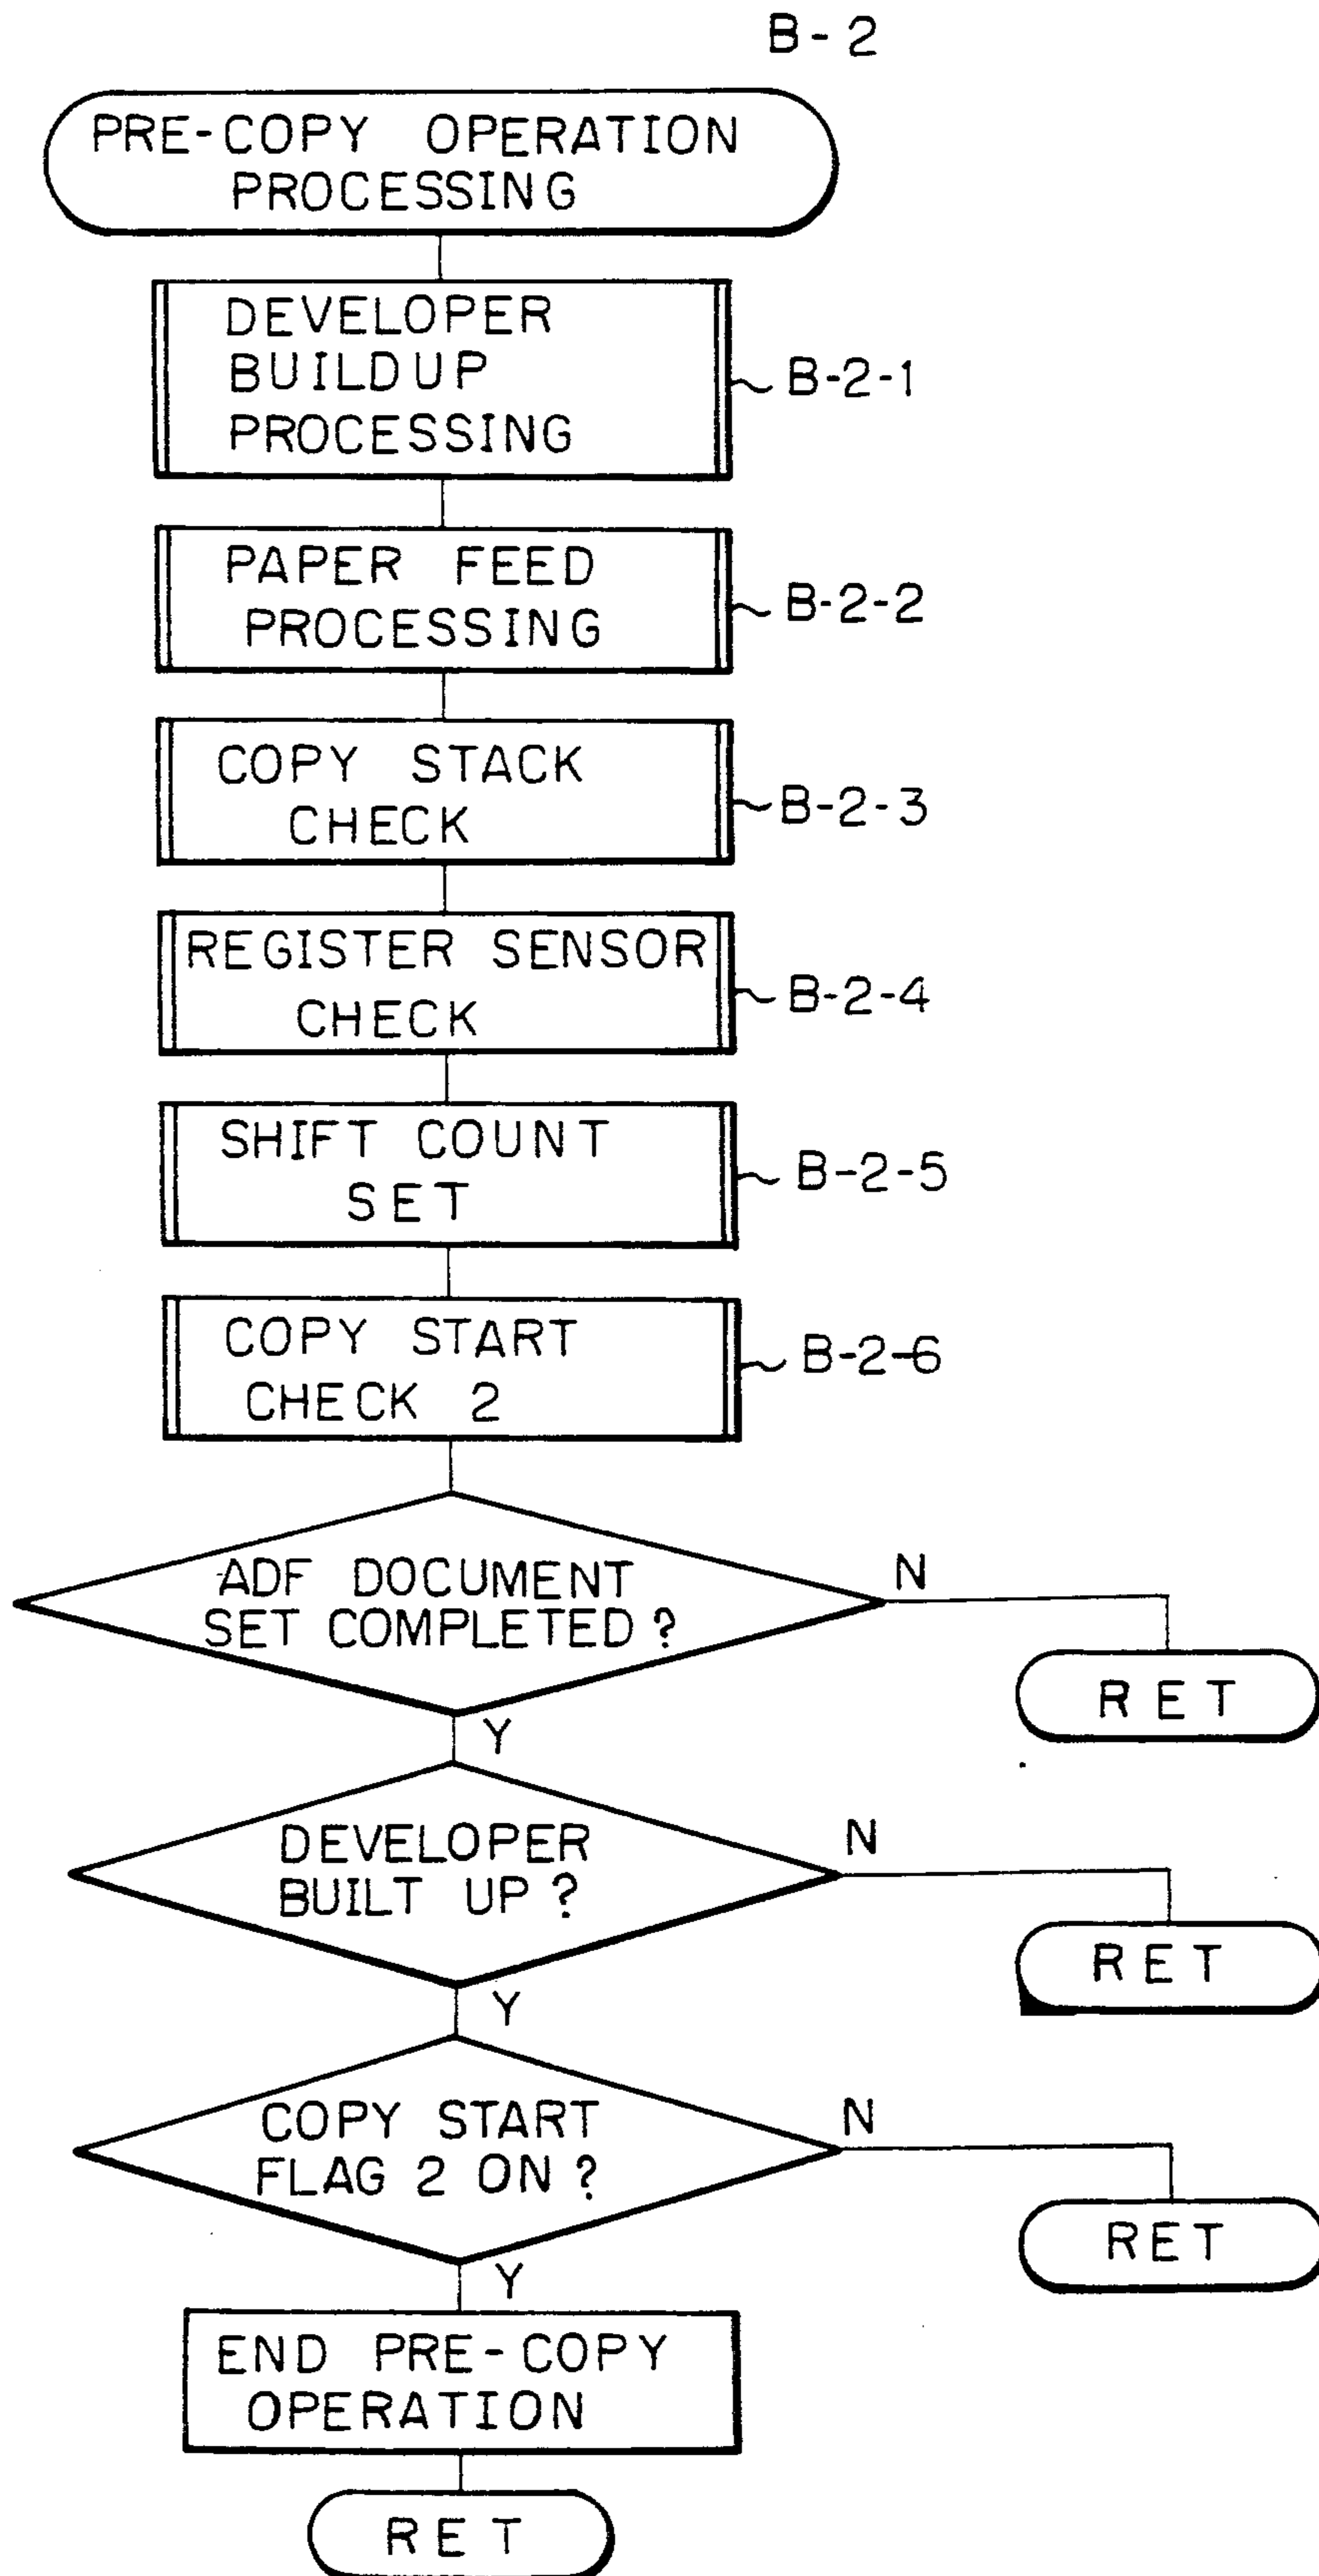 B-2
PRE-COPY OPERATION
PROCESSING
DEVELOPER
BUILDUP
PROCESSING
B-2-1
PAPER FEED
PROCESSING
B-2-2
COPY STACK
CHECK
B-2-3
REGISTER SENSOR
CHECK
B-2-4
SHIFT COUNT
SET
B-2-5
COPY START
CHECK 2
B-2-6
ADF DOCUMENT
SET COMPLETED?
N
RET
Y
DEVELOPER
BUILT UP?
N
RET
Y
COPY START
FLAG 2 ON?
N
RET
Y
END PRE-COPY
OPERATION
RET